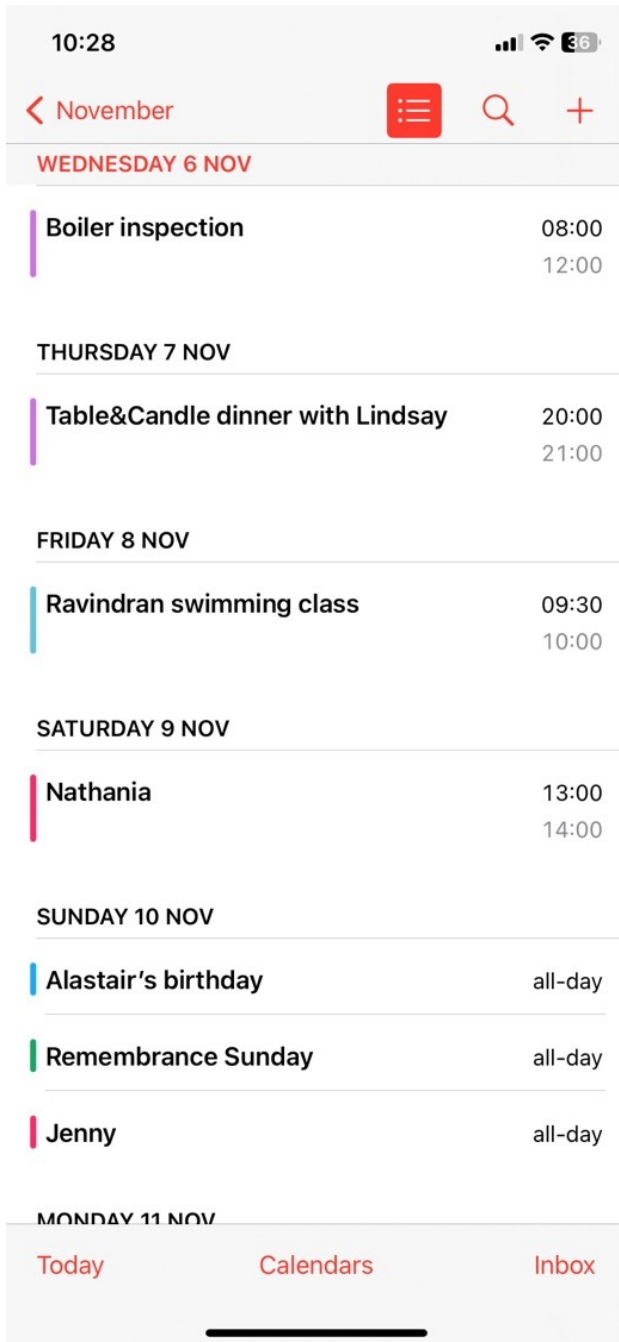 10:28
36
November
WEDNESDAY 6 NOV
Boiler inspection 08:00
12:00
THURSDAY 7 NOV
Table&Candle dinner with Lindsay 20:00
21:00
FRIDAY 8 NOV
Ravindran swimming class 09:30
10:00
SATURDAY 9 NOV
Nathania 13:00
14:00
SUNDAY 10 NOV
Alastair’s birthday all-day
Remembrance Sunday all-day
Jenny all-day
MONDAY 11 NOV
Today Calendars Inbox